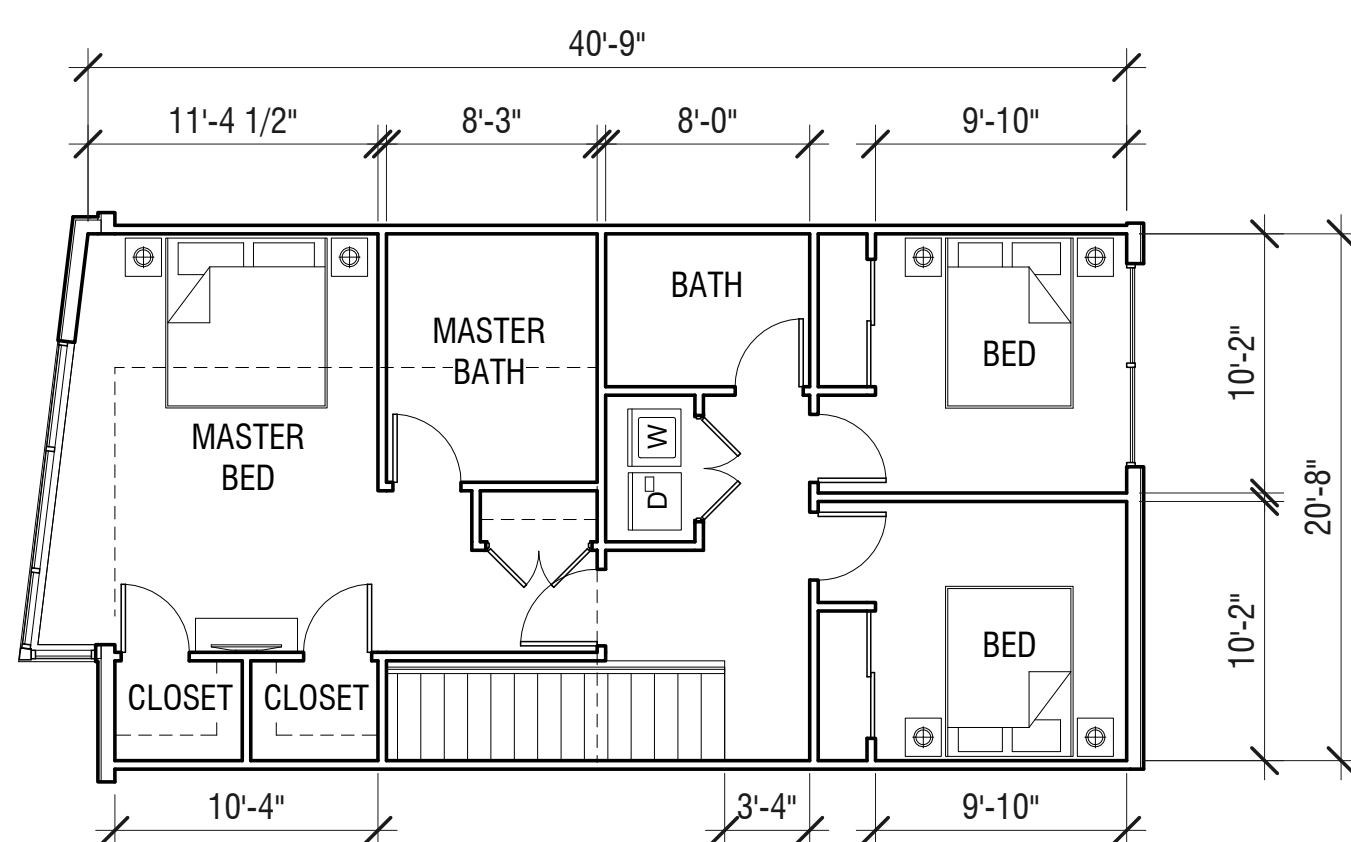 40'-9"
11'-4 1/2"
8'-3"
8'-0"
9'-10"
BATH
MASTER
BATH
BED
10'-2"
MASTER
BED
W
D
20'-8"
BED
10'-2"
CLOSET
CLOSET
10'-4"
3'-4"
9'-10"